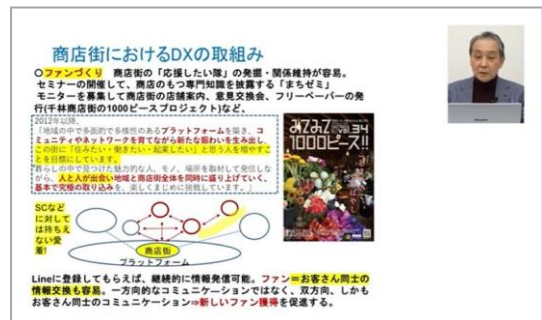 商店街におけるDXの取組み
〇ファンづくり 商店街の「応援したい隊」の発掘・関係維持が容易。
セミナーの開催して、商店のもつ専門知識を披露する「まちゼミ」
モニターを募集して商店街の店舗案内、意見交換会、フリーペーパーの発
行(千林商店街の1000ピースプロジェクト)など、
2012年以降、
「地域の中で多面的で多様性のあるプラットフォームを築き、コ
ミュニティやネットワークを育てながら新たな賑わいを生み出し、
この街に「住みたい・働きたい・起業したい」と思う人を増やすこ
とを目標にしています。
暮らしの中で見つけた魅力的な人、モノ、場所を取材して発信しな
がら、人と人が出会い地域と商店街全体を同時に盛り上げていく、
基本で究極の取り込みを、楽しくまじめに挑戦しています。」
みてみて
vol.34
1000ピース!!
SCなど
に対して
は持ちえ
ない愛
着!
商店街
プラットフォーム
Lineに登録してもらえば、継続的に情報発信可能。ファン=お客さん同士の
情報交換も容易。一方向的なコミュニケーションではなく、双方向、しかも
お客さん同士のコミュニケーション⇒新しいファン獲得を促進する。